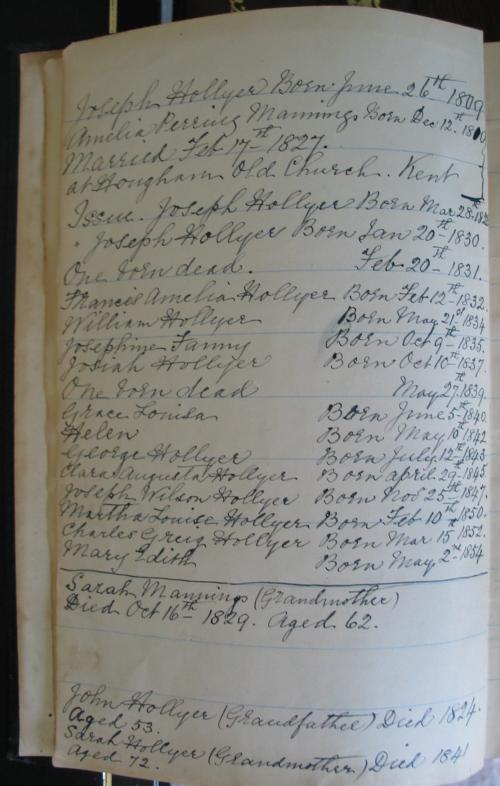 Joseph Hollyer Born June 26th 1809
Amelia Perring Mannings Born Dec 12th 1810
Married Feb 17th 1827.
at Hougham Old Church. Kent
Issue. Joseph Hollyer Born Mar 28th 1828
" Joseph Hollyer Born Jan 20th 1830.
One born dead. Feb 20th 1831.
Francis Amelia Hollyer Born Feb 12th 1832.
William Hollyer Born May 21st 1834
Josephine Fanny Born Oct 9th 1835.
Josiah Hollyer Born Oct 10th 1837.
One born dead May 27th 1839.
Grace Louisa Born June 5th 1840.
Helen Born May 10th 1842
George Hollyer Born July 12th 1843
Clara Augusta Hollyer Born april 29th 1845
Joseph Wilson Hollyer Born Nov 25th 1847.
Martha Louise Hollyer Born Feb 10th 1850.
Charles Greig Hollyer Born Mar 15th 1852.
Mary Edith Born May 2nd 1854
Sarah Mannings (Grandmother)
Died Oct 16th 1829. Aged 62.
John Hollyer (Grandfather) Died 1824.
Aged 53.
Sarah Hollyer (Grandmother) Died 1841
Aged 72.